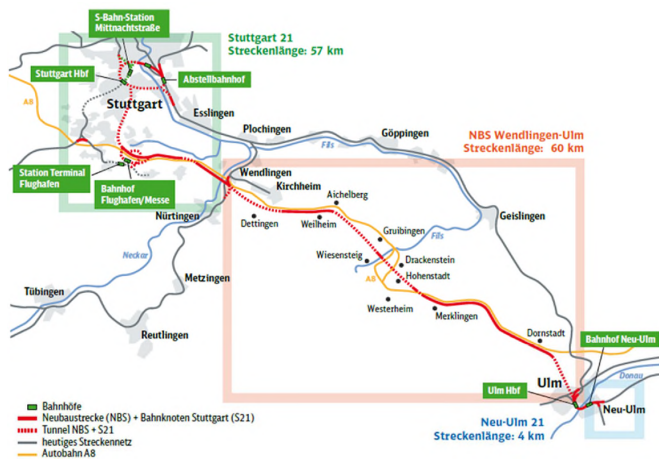 S-Bahn-Station
Mittnachtstraße
Stuttgart 21
Streckenlänge: 57 km
Stuttgart Hbf
Abstellbahnhof
A8
Stuttgart
Esslingen
Plochingen
Göppingen
Fils
NBS Wendlingen-Ulm
Streckenlänge: 60 km
Station Terminal
Flughafen
Bahnhof
Flughafen/Messe
Wendlingen
Kirchheim
Aichelberg
Nürtingen
Dettingen
Weilheim
Gruibingen
Geislingen
Fils
Neckar
Wiesensteig
Drackenstein
Hohenstadt
A8
Tübingen
Metzingen
Westerheim
Merklingen
Reutlingen
Dornstadt
Bahnhof Neu-Ulm
Donau
Ulm
Ulm Hbf
Neu-Ulm
Neu-Ulm 21
Streckenlänge: 4 km
Bahnhöfe
Neubaustrecke (NBS) + Bahnknoten Stuttgart (S21)
Tunnel NBS + S21
heutiges Streckennetz
Autobahn A8